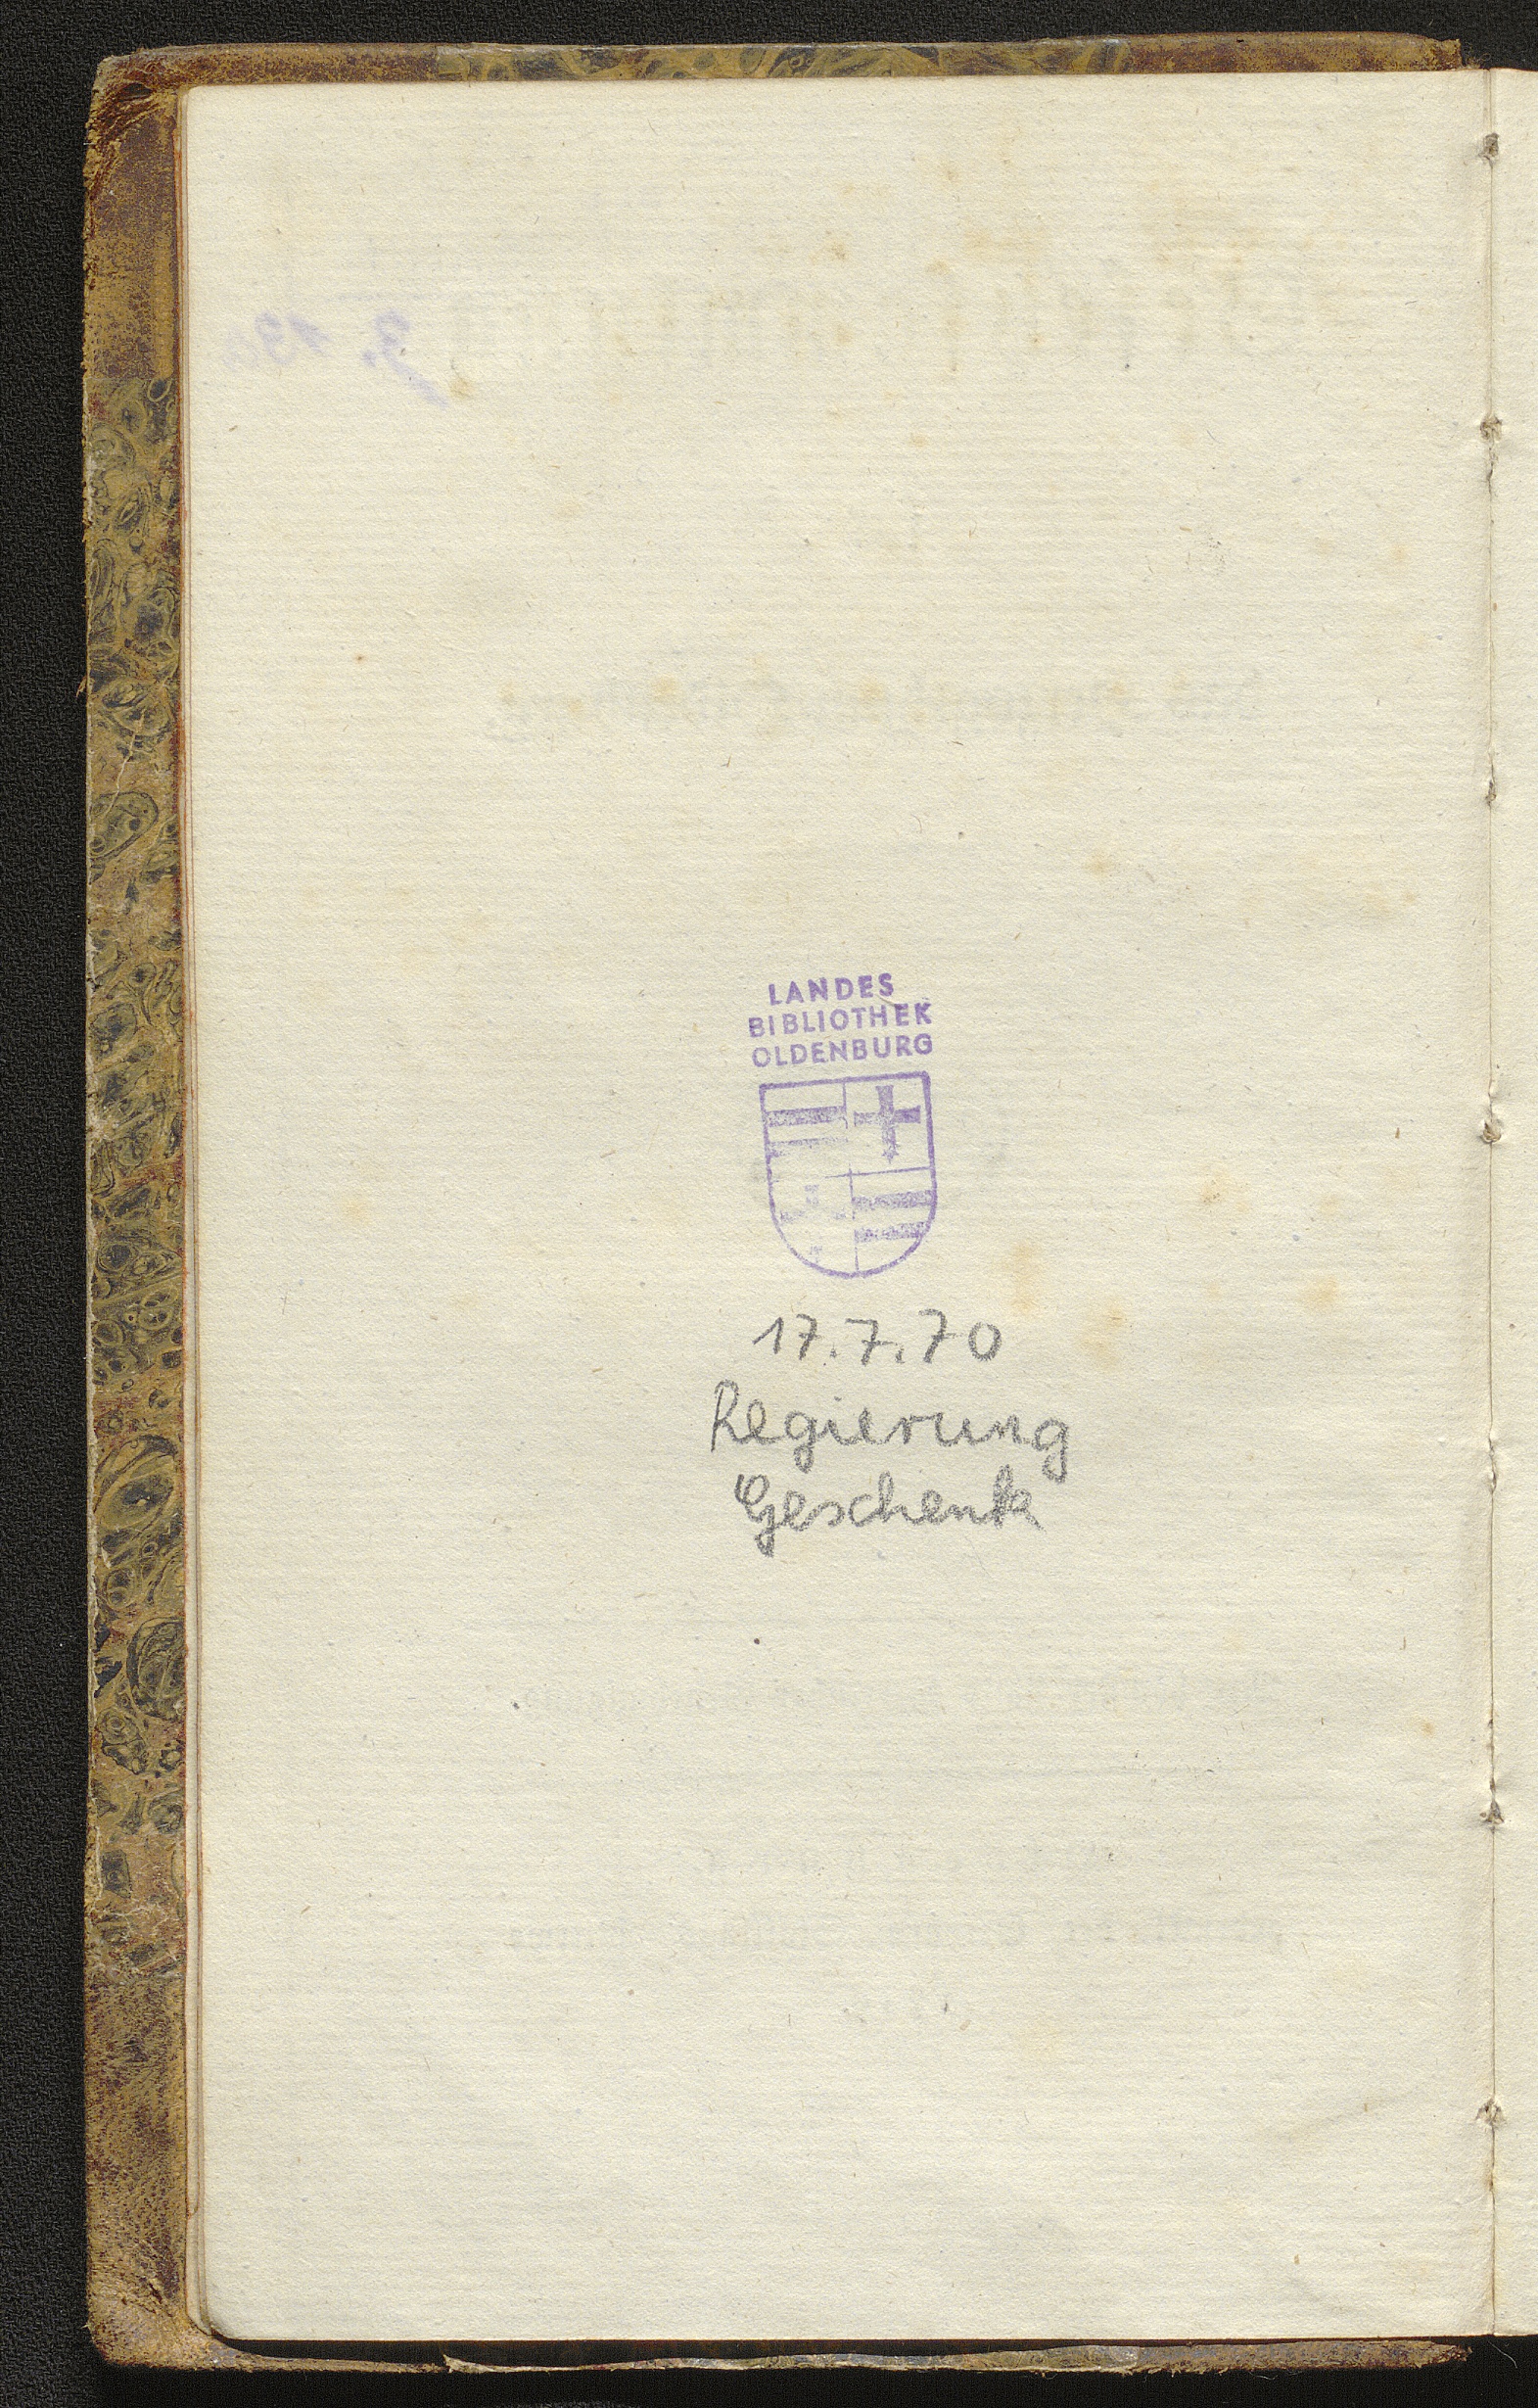 LANDES
BIBLIOTHEK
OLDENBURG
17.7.70
Regierung
Geschenk